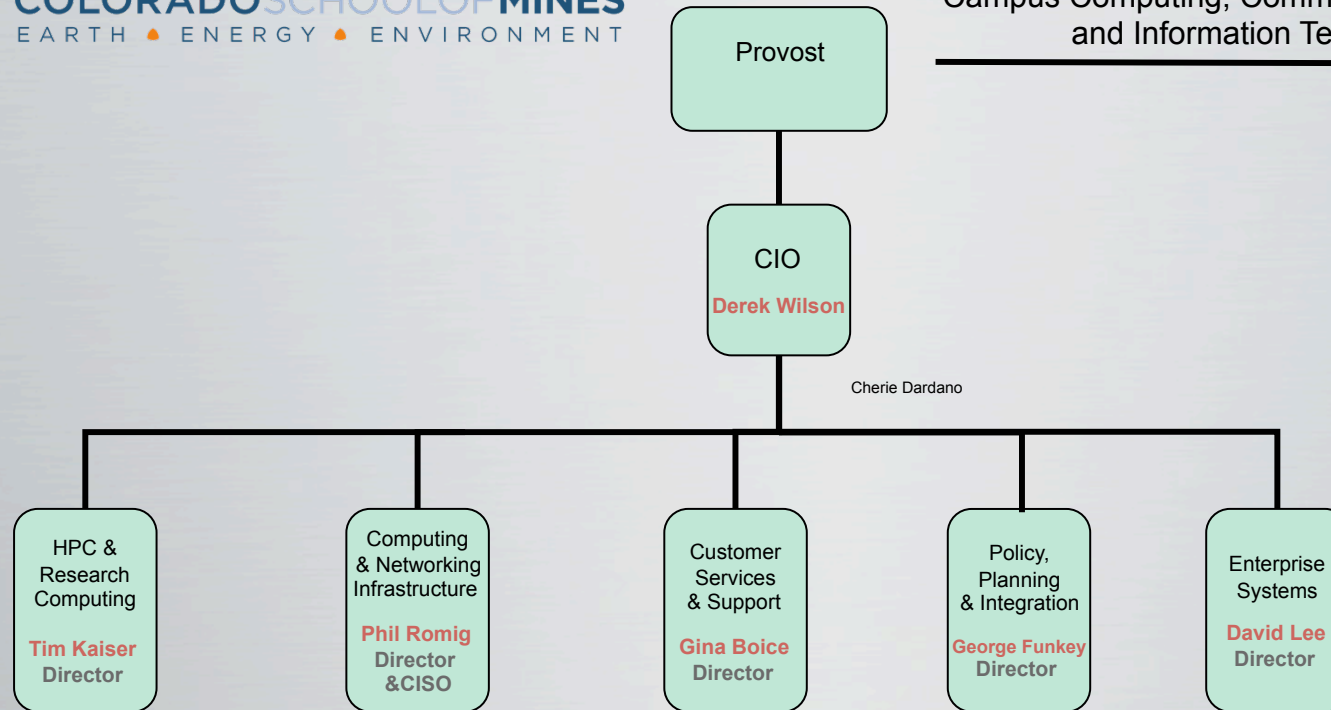 COLORADOSCHOOLOFMINES
EARTH ENERGY ENVIRONMENT
Campus Computing,
and Information
Provost
CIO
Derek Wilson
Cherie Dardano
HPC &
Research
Computing
Tim Kaiser
Director
Computing
& Networking
Infrastructure
Phil Romig
Director
&CISO
Customer
Services
& Support
Gina Boice
Director
Policy,
Planning
& Integration
George Funkey
Director
Enterprise
Systems
David Lee
Director